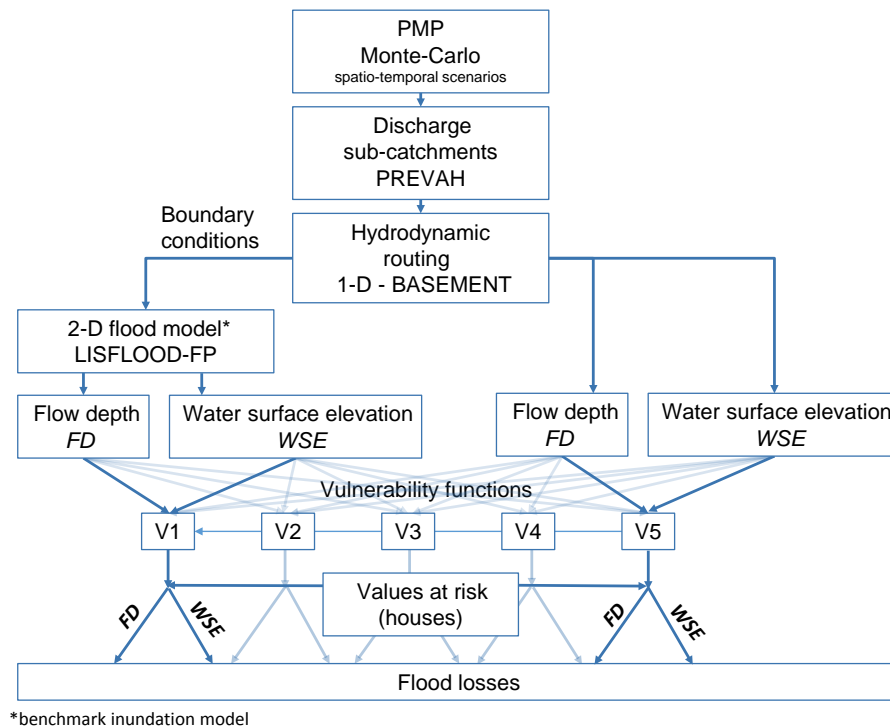 PMP
Monte-Carlo
spatio-temporal scenarios
Discharge
sub-catchments
PREVAH
Boundary
conditions
Hydrodynamic
routing
1-D - BASEMENT
2-D flood model*
LISFLOOD-FP
Flow depth
FD
Water surface elevation
WSE
Flow depth
FD
Water surface elevation
WSE
Vulnerability functions
V1
V2
V3
V4
V5
Values at risk
(houses)
FD
WSE
FD
WSE
Flood losses
*benchmark inundation model